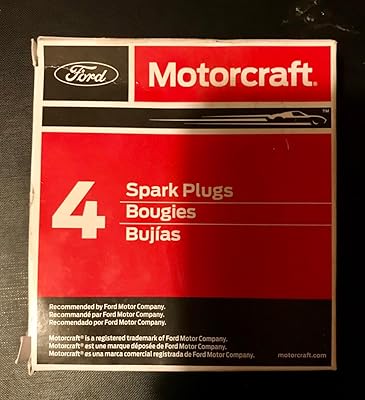 Ford
Motorcraft®
™
4
Spark Plugs
Bougies
Bujías
Recommended by Ford Motor Company.
Recommandé par Ford Motor Company.
Recomendado por Ford Motor Company.
Motorcraft® is a registered trademark of Ford Motor Company.
Motorcraft® est une marque déposée de Ford Motor Company.
Motorcraft® es una marca comercial registrada de Ford Motor Company.
motorcraft.com